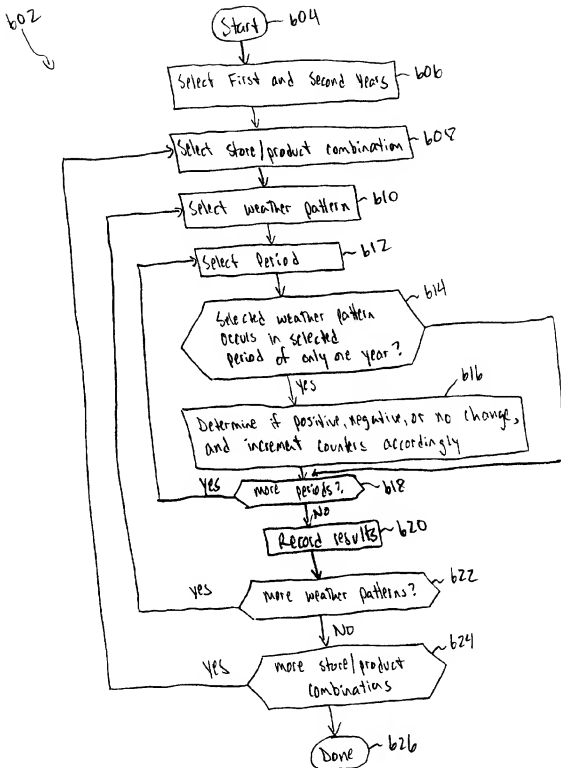 602
Start
604
Select First and Second Years
606
Select store/product combination
608
Select weather pattern
610
Select Period
612
Selected weather pattern
occurs in selected
period of only one year?
614
yes
616
Determine if positive, negative, or no change,
and increment counters accordingly
yes
more periods?
618
No
Record results
620
yes
more weather patterns?
622
No
yes
more store/product
combinations
624
Done
626